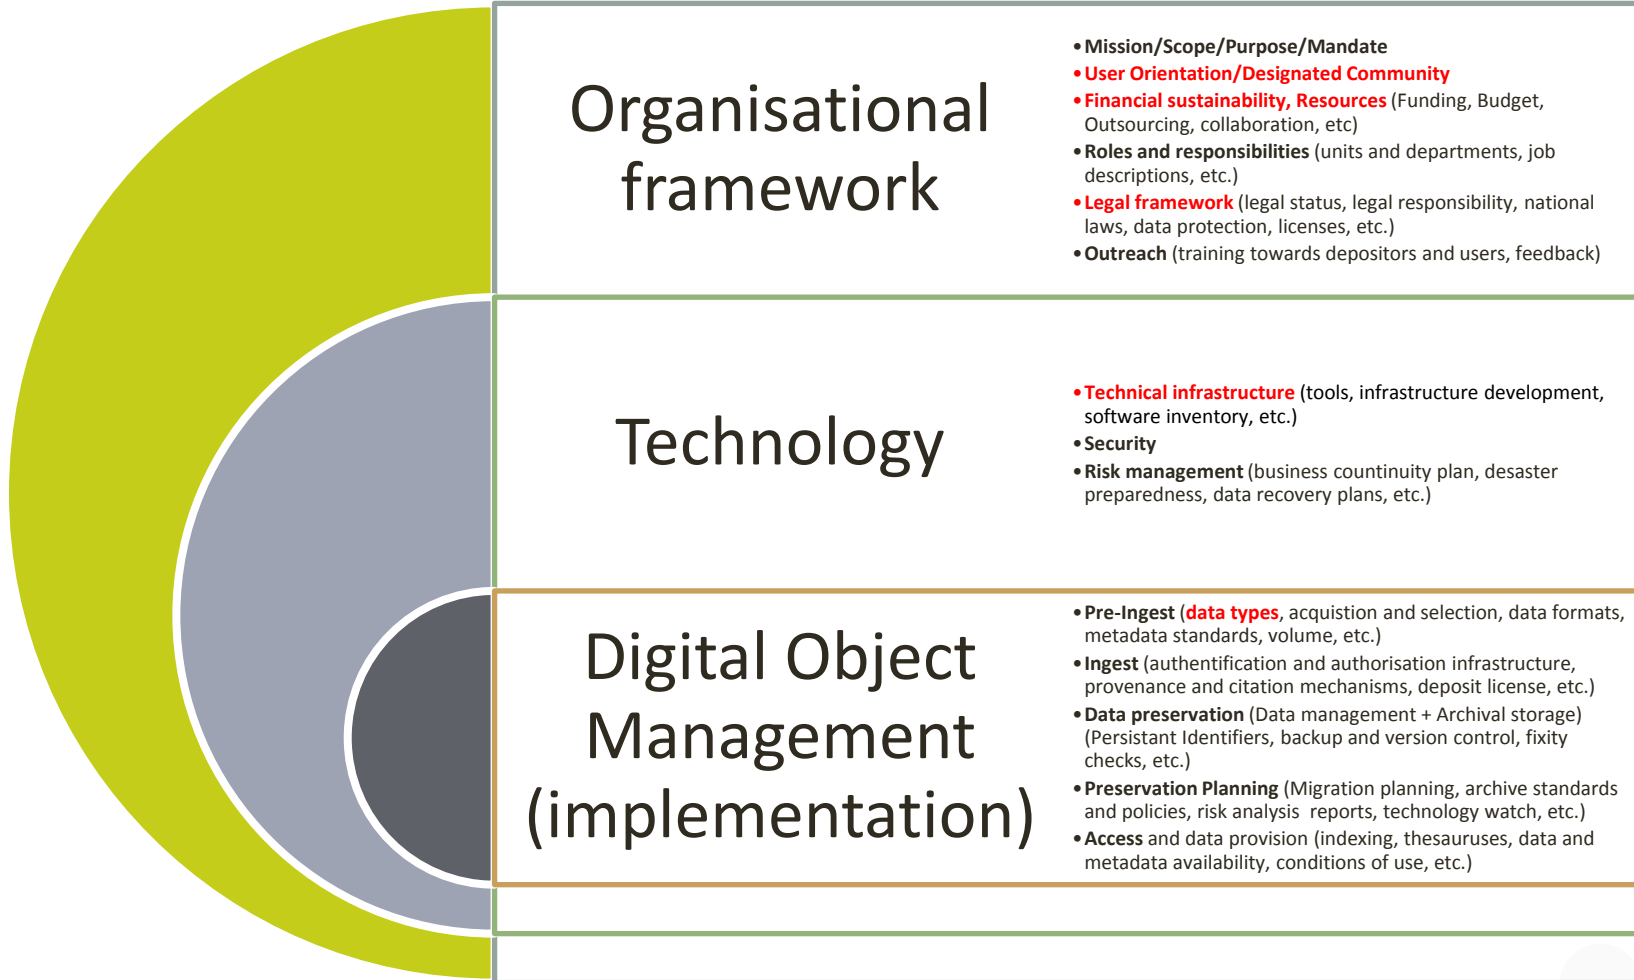 Organisational
framework
•Mission/Scope/Purpose/Mandate
•User Orientation/Designated Community
•Financial sustainability, Resources (Funding, Budget,
Outsourcing, collaboration, etc)
•Roles and responsibilities (units and departments, job
descriptions, etc.)
•Legal framework (legal status, legal responsibility, national
laws, data protection, licenses, etc.)
•Outreach (training towards depositors and users, feedback)
Technology
•Technical infrastructure (tools, infrastructure development,
software inventory, etc.)
•Security
•Risk management (business countinuity plan, desaster
preparedness, data recovery plans, etc.)
Digital Object
Management
(implementation)
•Pre-Ingest (data types, acquistion and selection, data formats,
metadata standards, volume, etc.)
•Ingest (authentification and authorisation infrastructure,
provenance and citation mechanisms, deposit license, etc.)
•Data preservation (Data management + Archival storage)
(Persistant Identifiers, backup and version control, fixity
checks, etc.)
•Preservation Planning (Migration planning, archive standards
and policies, risk analysis reports, technology watch, etc.)
•Access and data provision (indexing, thesauruses, data and
metadata availability, conditions of use, etc.)